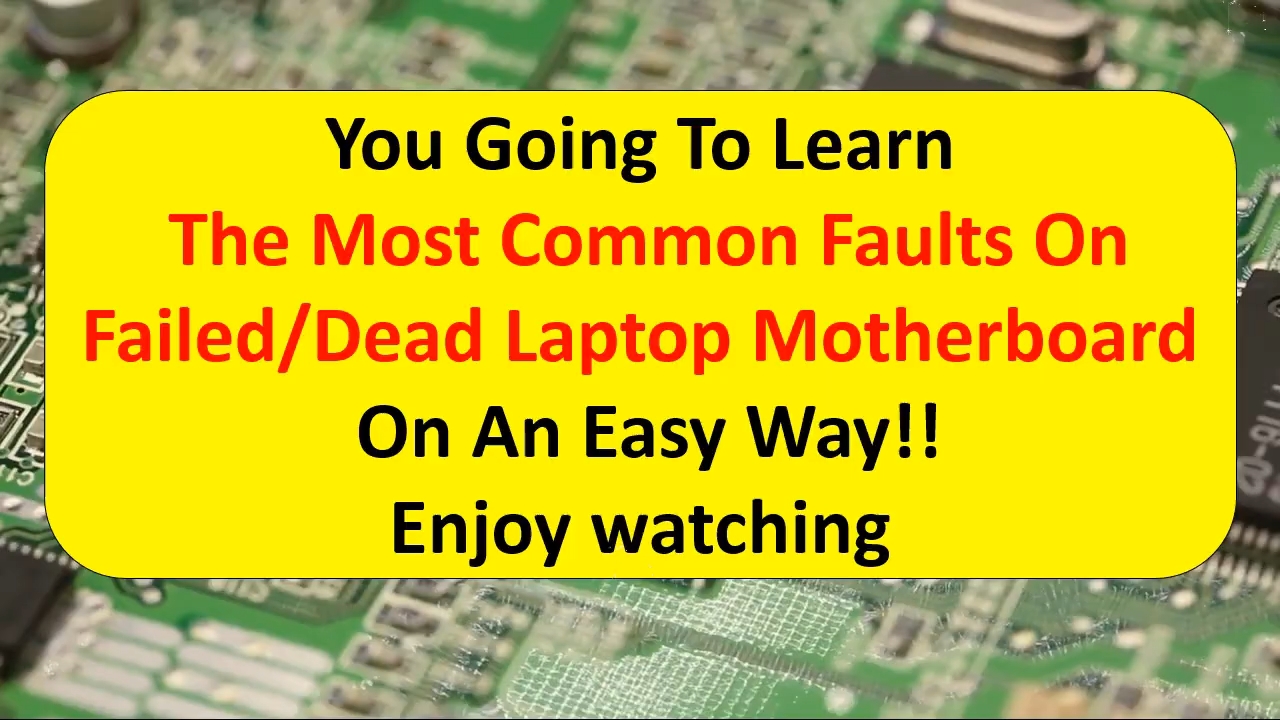 You Going To Learn
The Most Common Faults On
Failed/Dead Laptop Motherboard
On An Easy Way!!
Enjoy watching